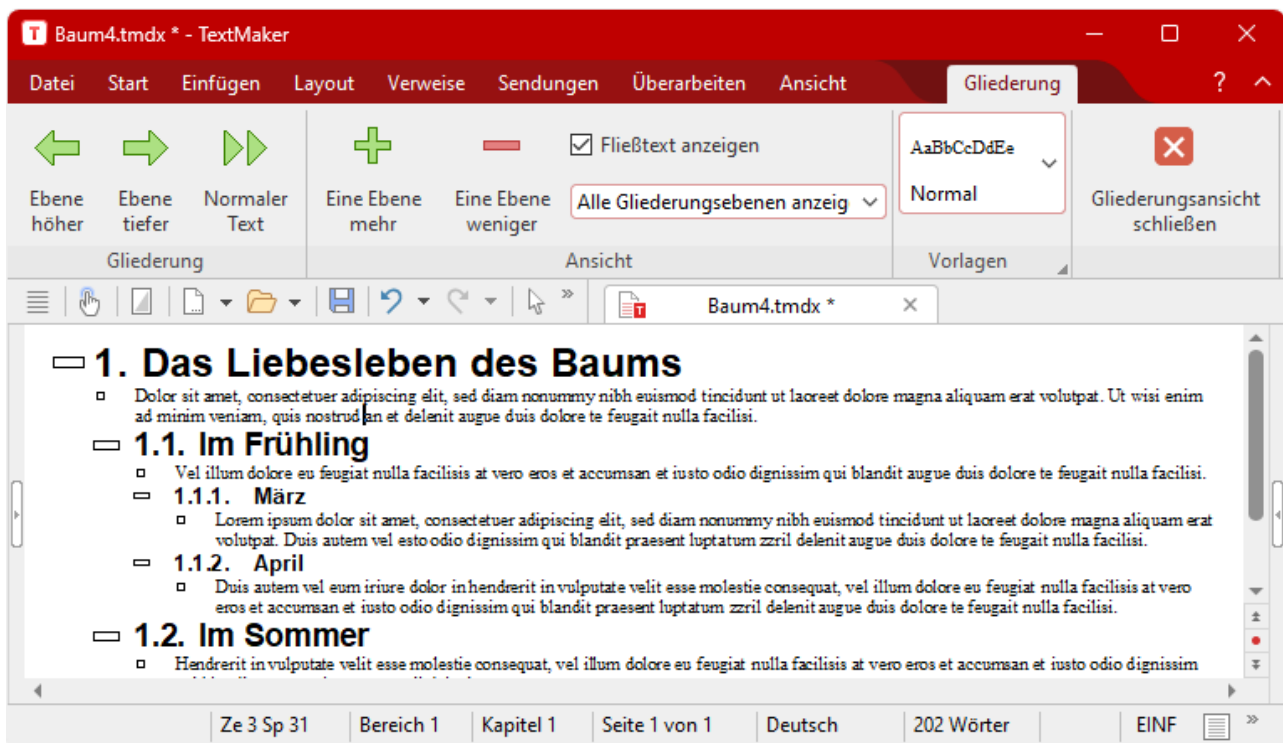 T Baum4.tmdx * - TextMaker
Datei Start Einfügen Layout Verweise Sendungen Überarbeiten Ansicht Gliederung ?
Fließtext anzeigen AaBbCcDdEe
Ebene Ebene Normaler Eine Ebene Eine Ebene Alle Gliederungsebenen anzeig Normal Gliederungsansicht
höher tiefer Text mehr weniger schließen
Gliederung Ansicht Vorlagen
T Baum4.tmdx *
1. Das Liebesleben des Baums
Dolor sit amet, consectetuer adipiscing elit, sed diam nonummy nibh euismod tincidunt ut laoreet dolore magna aliquam erat volutpat. Ut wisi enim
ad minim veniam, quis nostrud an et delenit augue duis dolore te feugait nulla facilisi.
1.1. Im Frühling
Vel illum dolore eu feugiat nulla facilisis at vero eros et accumsan et iusto odio dignissim qui blandit augue duis dolore te feugait nulla facilisi.
1.1.1. März
Lorem ipsum dolor sit amet, consectetuer adipiscing elit, sed diam nonummy nibh euismod tincidunt ut laoreet dolore magna aliquam erat
volutpat. Duis autem vel esto odio dignissim qui blandit praesent luptatum zzril delenit augue duis dolore te feugait nulla facilisi.
1.1.2. April
Duis autem vel eum iriure dolor in hendrerit in vulputate velit esse molestie consequat, vel illum dolore eu feugiat nulla facilisis at vero
eros et accumsan et iusto odio dignissim qui blandit praesent luptatum zzril delenit augue duis dolore te feugait nulla facilisi.
1.2. Im Sommer
Hendrerit in vulputate velit esse molestie consequat, vel illum dolore eu feugiat nulla facilisis at vero eros et accumsan et iusto odio dignissim
Ze 3 Sp 31 Bereich 1 Kapitel 1 Seite 1 von 1 Deutsch 202 Wörter EINF